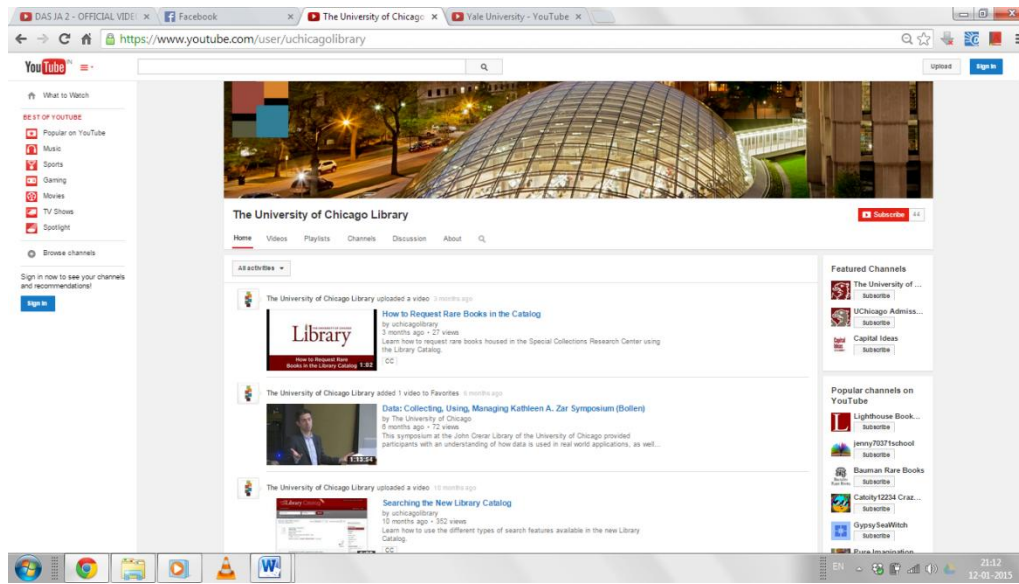 DAS JA 2 - OFFICIAL VIDE
Facebook
The University of Chicago
Yale University - YouTube
https://www.youtube.com/user/uchicagolibrary
YouTube IN
Upload
Sign in
What to Watch
BEST OF YOUTUBE
Popular on YouTube
Music
Sports
Gaming
Movies
TV Shows
Spotlight
Browse channels
Sign in now to see your channels
and recommendations!
Sign in
The University of Chicago Library
Subscribe 44
Home Videos Playlists Channels Discussion About
All activities
The University of Chicago Library uploaded a video 3 months ago
Library
How to Request Rare
Books in the Library Catalog 1:02
How to Request Rare Books in the Catalog
by uchicagolibrary
3 months ago • 27 views
Learn how to request rare books housed in the Special Collections Research Center using
the Library Catalog.
CC
The University of Chicago Library added 1 video to Favorites 6 months ago
1:13:54
Data: Collecting, Using, Managing Kathleen A. Zar Symposium (Bollen)
by The University of Chicago
6 months ago • 72 views
This symposium at the John Crerar Library of the University of Chicago provided
participants with an understanding of how data is used in real world applications, as well...
The University of Chicago Library uploaded a video 10 months ago
Searching the New Library Catalog
by uchicagolibrary
10 months ago • 352 views
Learn how to use the different types of search features available in the new Library
Catalog.
CC
Featured Channels
The University of ...
Subscribe
UChicago Admiss...
Subscribe
Capital Ideas
Subscribe
Popular channels on
YouTube
Lighthouse Book...
Subscribe
jenny70371school
Subscribe
Bauman Rare Books
Subscribe
Catcity12234 Craz...
Subscribe
GypsySeaWitch
Subscribe
Pure Imagination
EN
21:12
12-01-2015